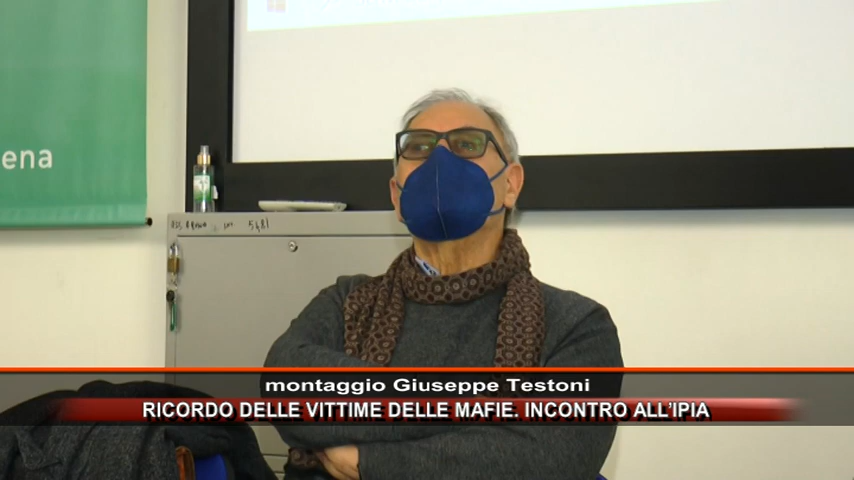 ena
montaggio Giuseppe Testoni
RICORDO DELLE VITTIME DELLE MAFIE. INCONTRO ALL'IPIA